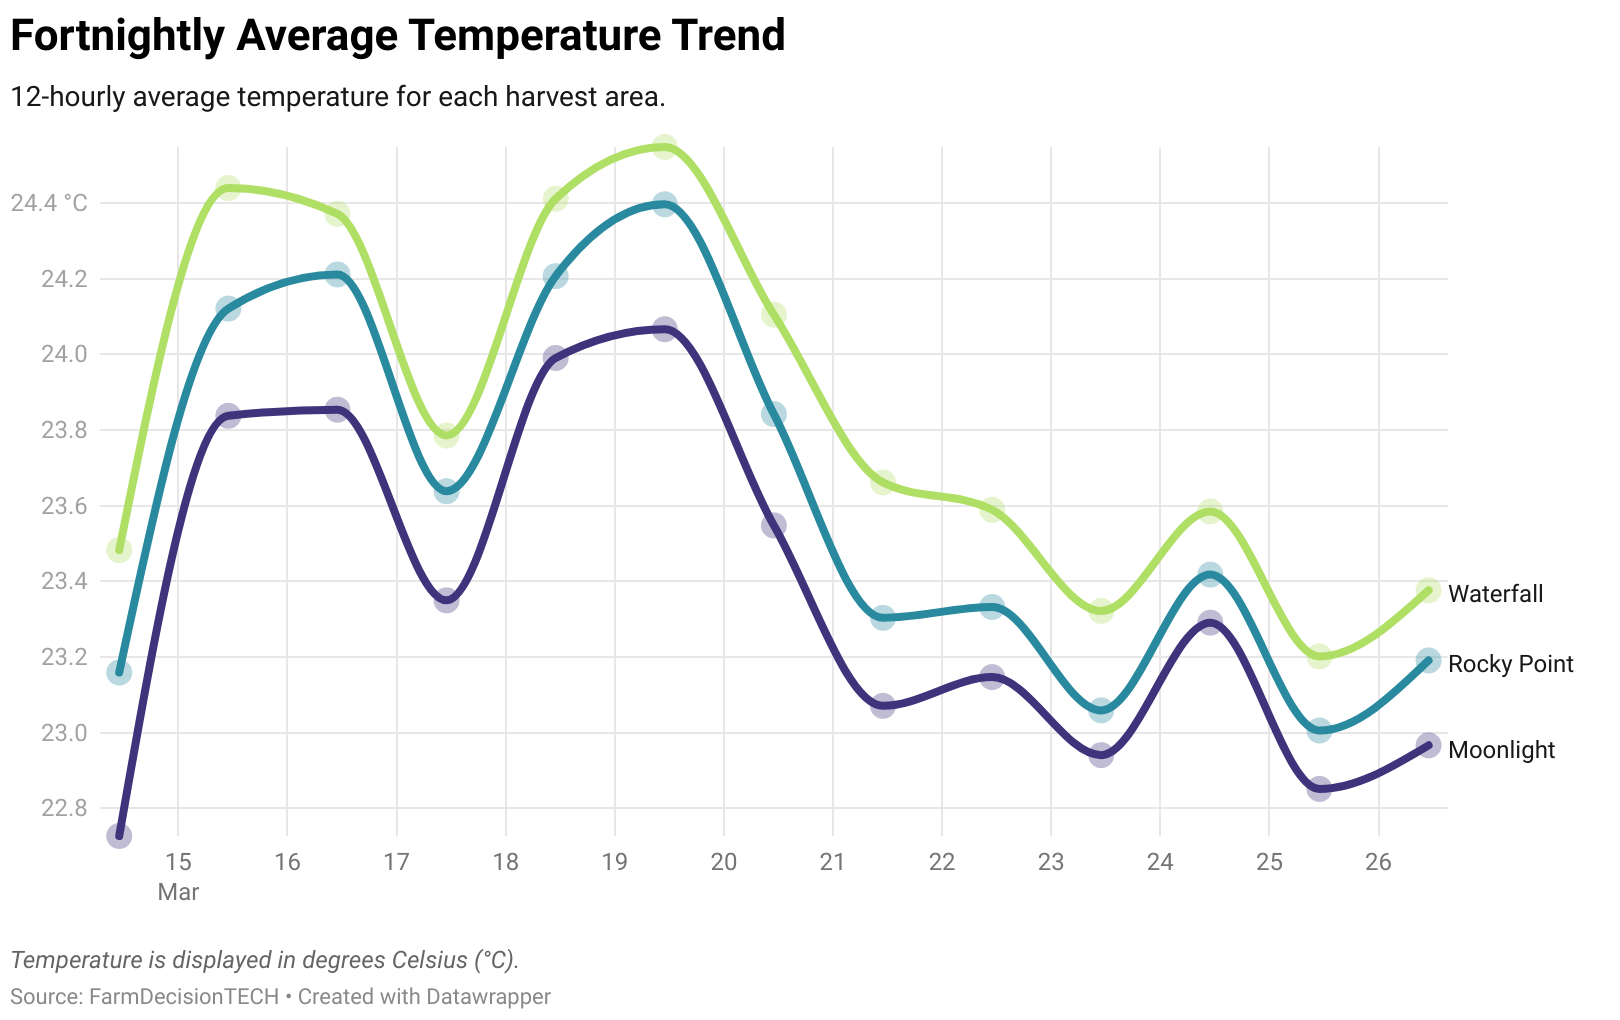 Fortnightly Average Temperature Trend
12-hourly average temperature for each harvest area.
24.4 °C
24.2
24.0
23.8
23.6
23.4
23.2
23.0
22.8
Waterfall
Rocky Point
Moonlight
15 16 17 18 19 20 21 22 23 24 25 26
Mar
Temperature is displayed in degrees Celsius (°C).
Source: FarmDecisionTECH • Created with Datawrapper